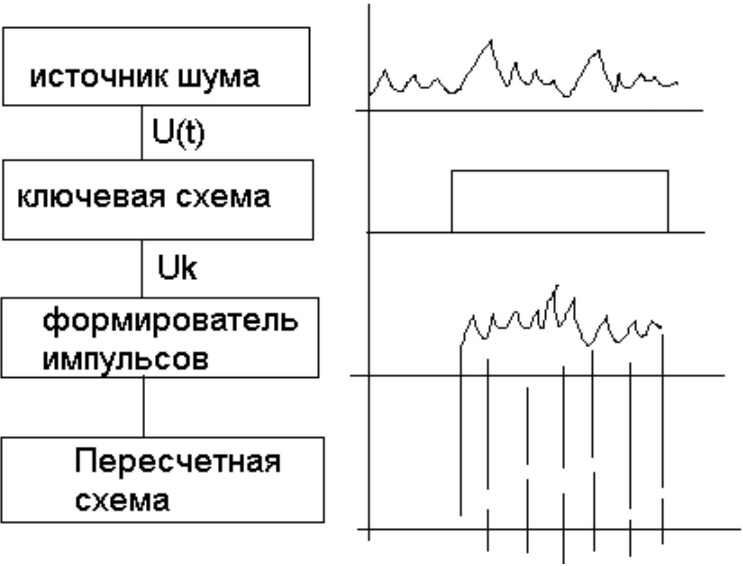 источник шума
U(t)
ключевая схема
Uk
формирователь
импульсов
Пересчетная
схема